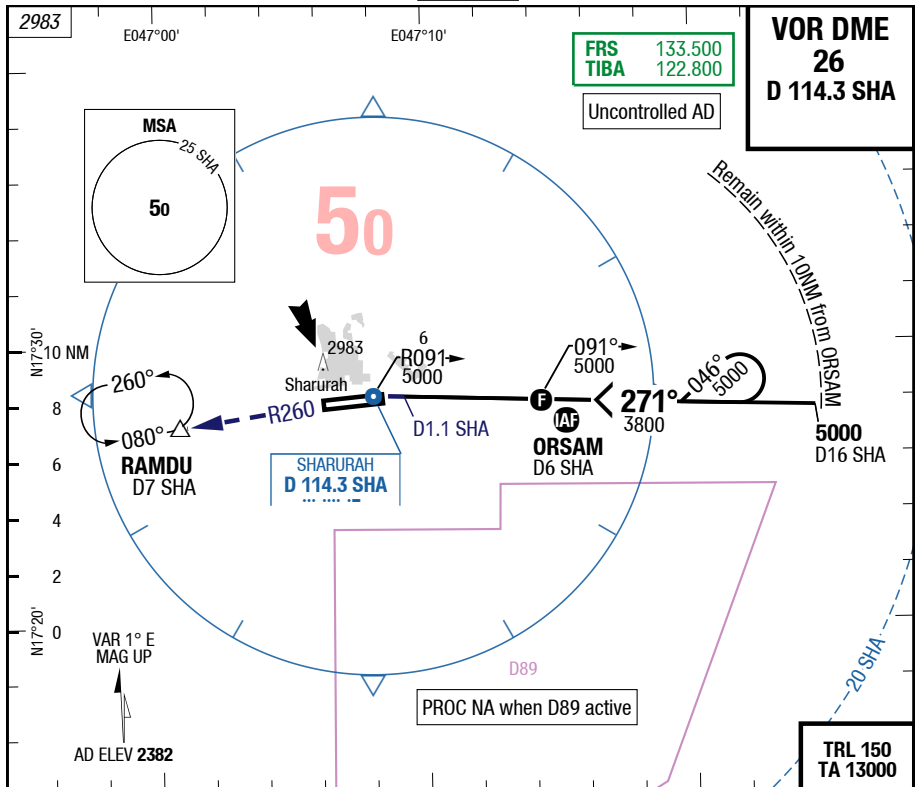 2983
E047°00'
E047°10'
FRS 133.500
TIBA 122.800
Uncontrolled AD
VOR DME
26
D 114.3 SHA
MSA
25 SHA
50
50
Remain within 10NM from ORSAM
N17°30'
10 NM
8
6
4
2
0
N17°20'
2983
Sharurah
6
R091
5000
091°
5000
046°
5000
260°
080°
R260
D1.1 SHA
F
IAF
271°
3800
ORSAM
D6 SHA
5000
D16 SHA
RAMDU
D7 SHA
SHARURAH
D 114.3 SHA
D89
PROC NA when D89 active
20 SHA
VAR 1° E
MAG UP
AD ELEV 2382
TRL 150
TA 13000